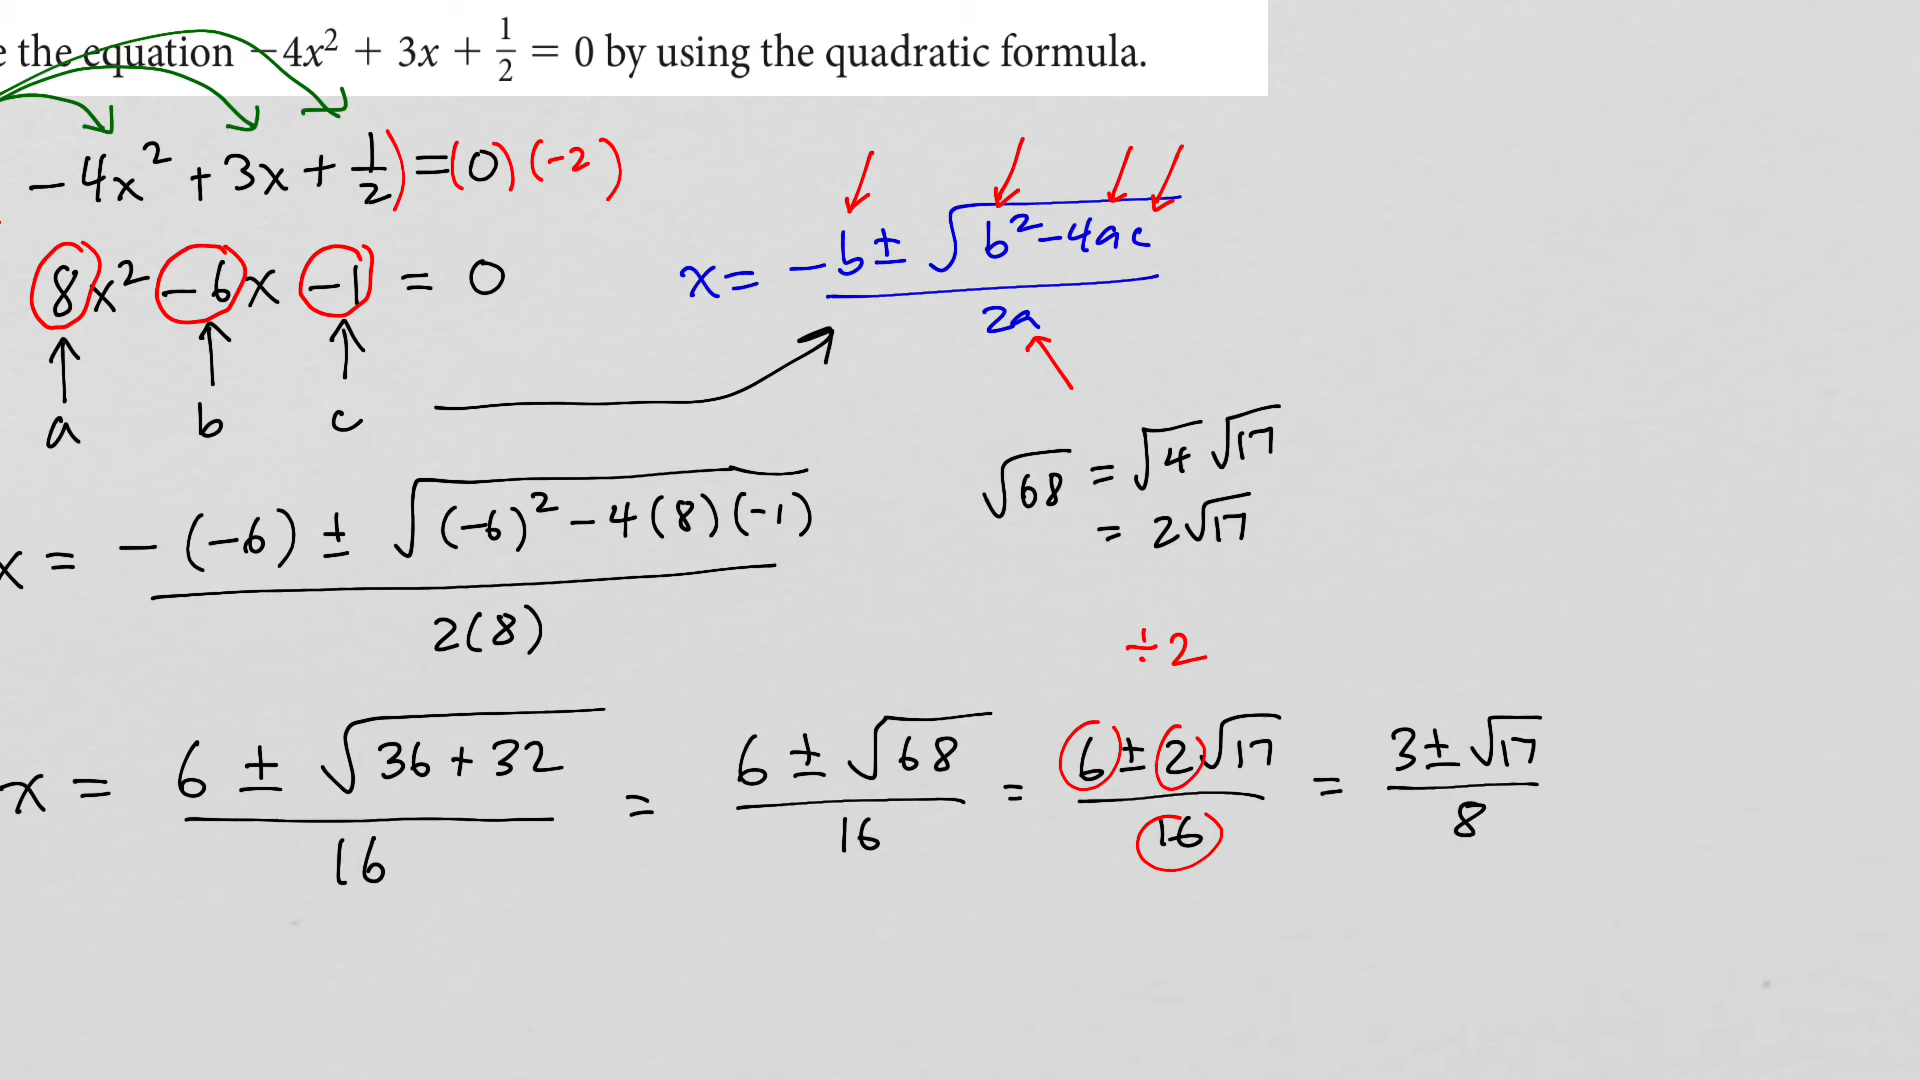 e the equation −4x² + 3x + 1/2 = 0 by using the quadratic formula.
-4x² + 3x + 1/2) = (0)(-2)
8x² -6x -1 = 0
a b c
x = (-b ± √(b²-4ac))/2a
√68 = √4 √17
= 2√17
x = (-(-6) ± √((-6)² - 4(8)(-1)))/2(8)
÷2
x = (6 ± √(36+32))/16 = (6 ± √68)/16 = (6 ± 2√17)/16 = (3 ± √17)/8